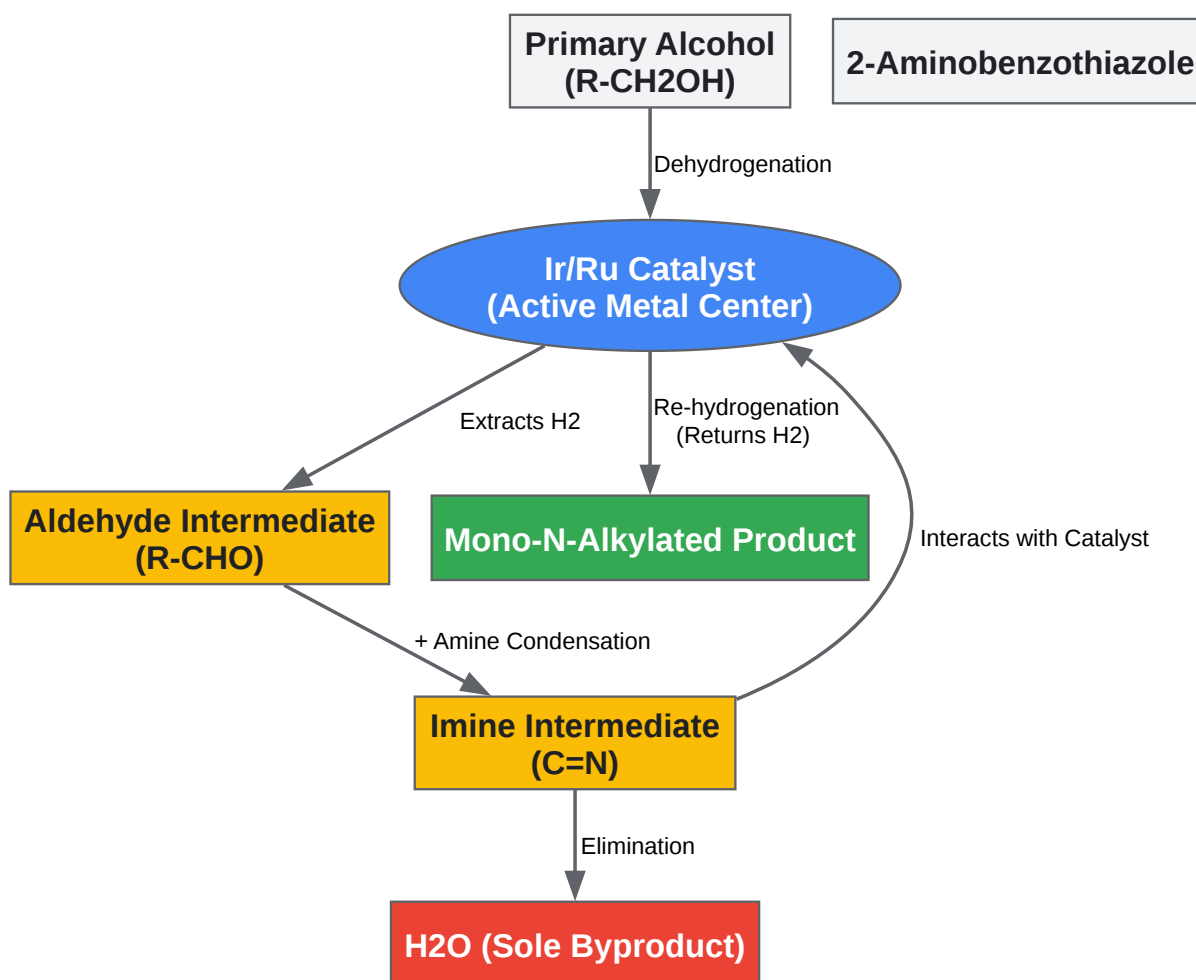 Primary Alcohol
(R-CH2OH)
2-Aminobenzothiazole
Dehydrogenation
Ir/Ru Catalyst
(Active Metal Center)
Extracts H2
Re-hydrogenation
(Returns H2)
Aldehyde Intermediate
(R-CHO)
Mono-N-Alkylated Product
Interacts with Catalyst
+ Amine Condensation
Imine Intermediate
(C=N)
Elimination
H2O (Sole Byproduct)